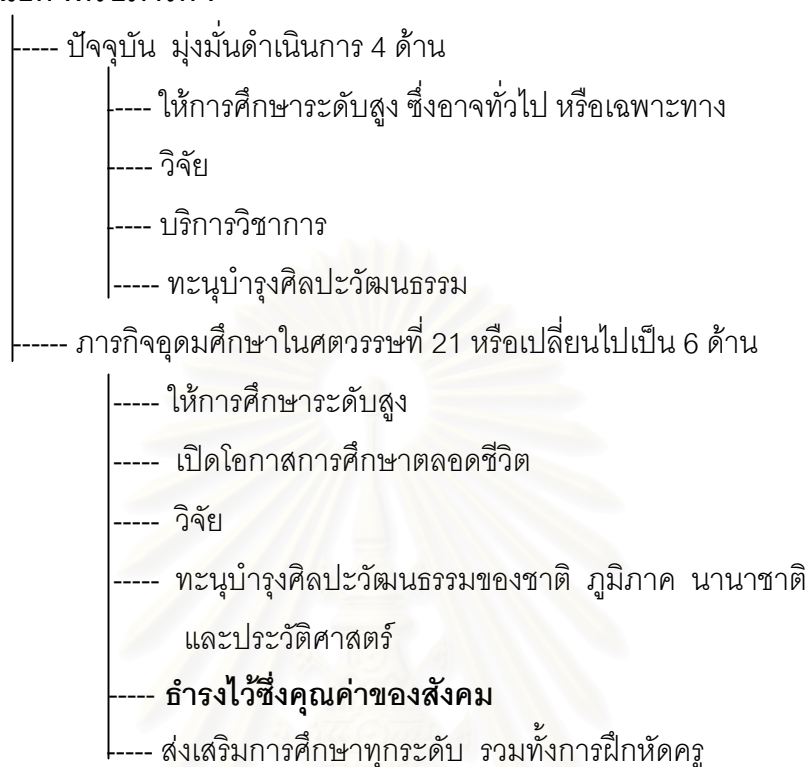 ปัจจุบัน มุ่งมั่นดำเนินการ 4 ด้าน
ให้การศึกษาระดับสูง ซึ่งอาจทั่วไป หรือเฉพาะทาง
วิจัย
บริการวิชาการ
ทะนุบำรุงศิลปะวัฒนธรรม
ภารกิจอุดมศึกษาในศตวรรษที่ 21 หรือเปลี่ยนไปเป็น 6 ด้าน
ให้การศึกษาระดับสูง
เปิดโอกาสการศึกษาตลอดชีวิต
วิจัย
ทะนุบำรุงศิลปะวัฒนธรรมของชาติ ภูมิภาค นานาชาติ
และประวัติศาสตร์
ธำรงไว้ซึ่งคุณค่าของสังคม
ส่งเสริมการศึกษาทุกระดับ รวมทั้งการฝึกหัดครู